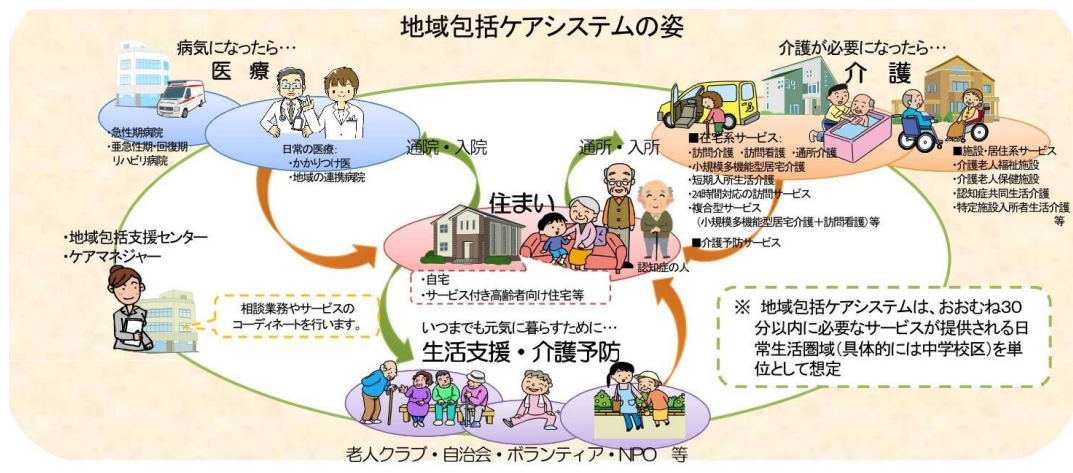 地域包括ケアシステムの姿
病気になったら…
医　療
・急性期病院
・亜急性期・回復期
リハビリ病院
日常の医療:
・かかりつけ医
・地域の連携病院
通院・入院
通所・入所
介護が必要になったら…
介　護
■在宅系サービス:
・訪問介護 ・訪問看護 ・通所介護
・小規模多機能型居宅介護
・短期入所生活介護
・24時間対応の訪問サービス
・複合型サービス
（小規模多機能型居宅介護＋訪問看護）等
■介護予防サービス
■施設・居住系サービス
・介護老人福祉施設
・介護老人保健施設
・認知症共同生活介護
・特定施設入所者生活介護
等
住まい
認知症の人
・自宅
・サービス付き高齢者向け住宅等
・地域包括支援センター
・ケアマネジャー
相談業務やサービスの
コーディネートを行います。
いつまでも元気に暮らすために…
生活支援・介護予防
老人クラブ・自治会・ボランティア・NPO 等
※ 地域包括ケアシステムは、おおむね30
分以内に必要なサービスが提供される日
常生活圏域（具体的には中学校区）を単
位として想定